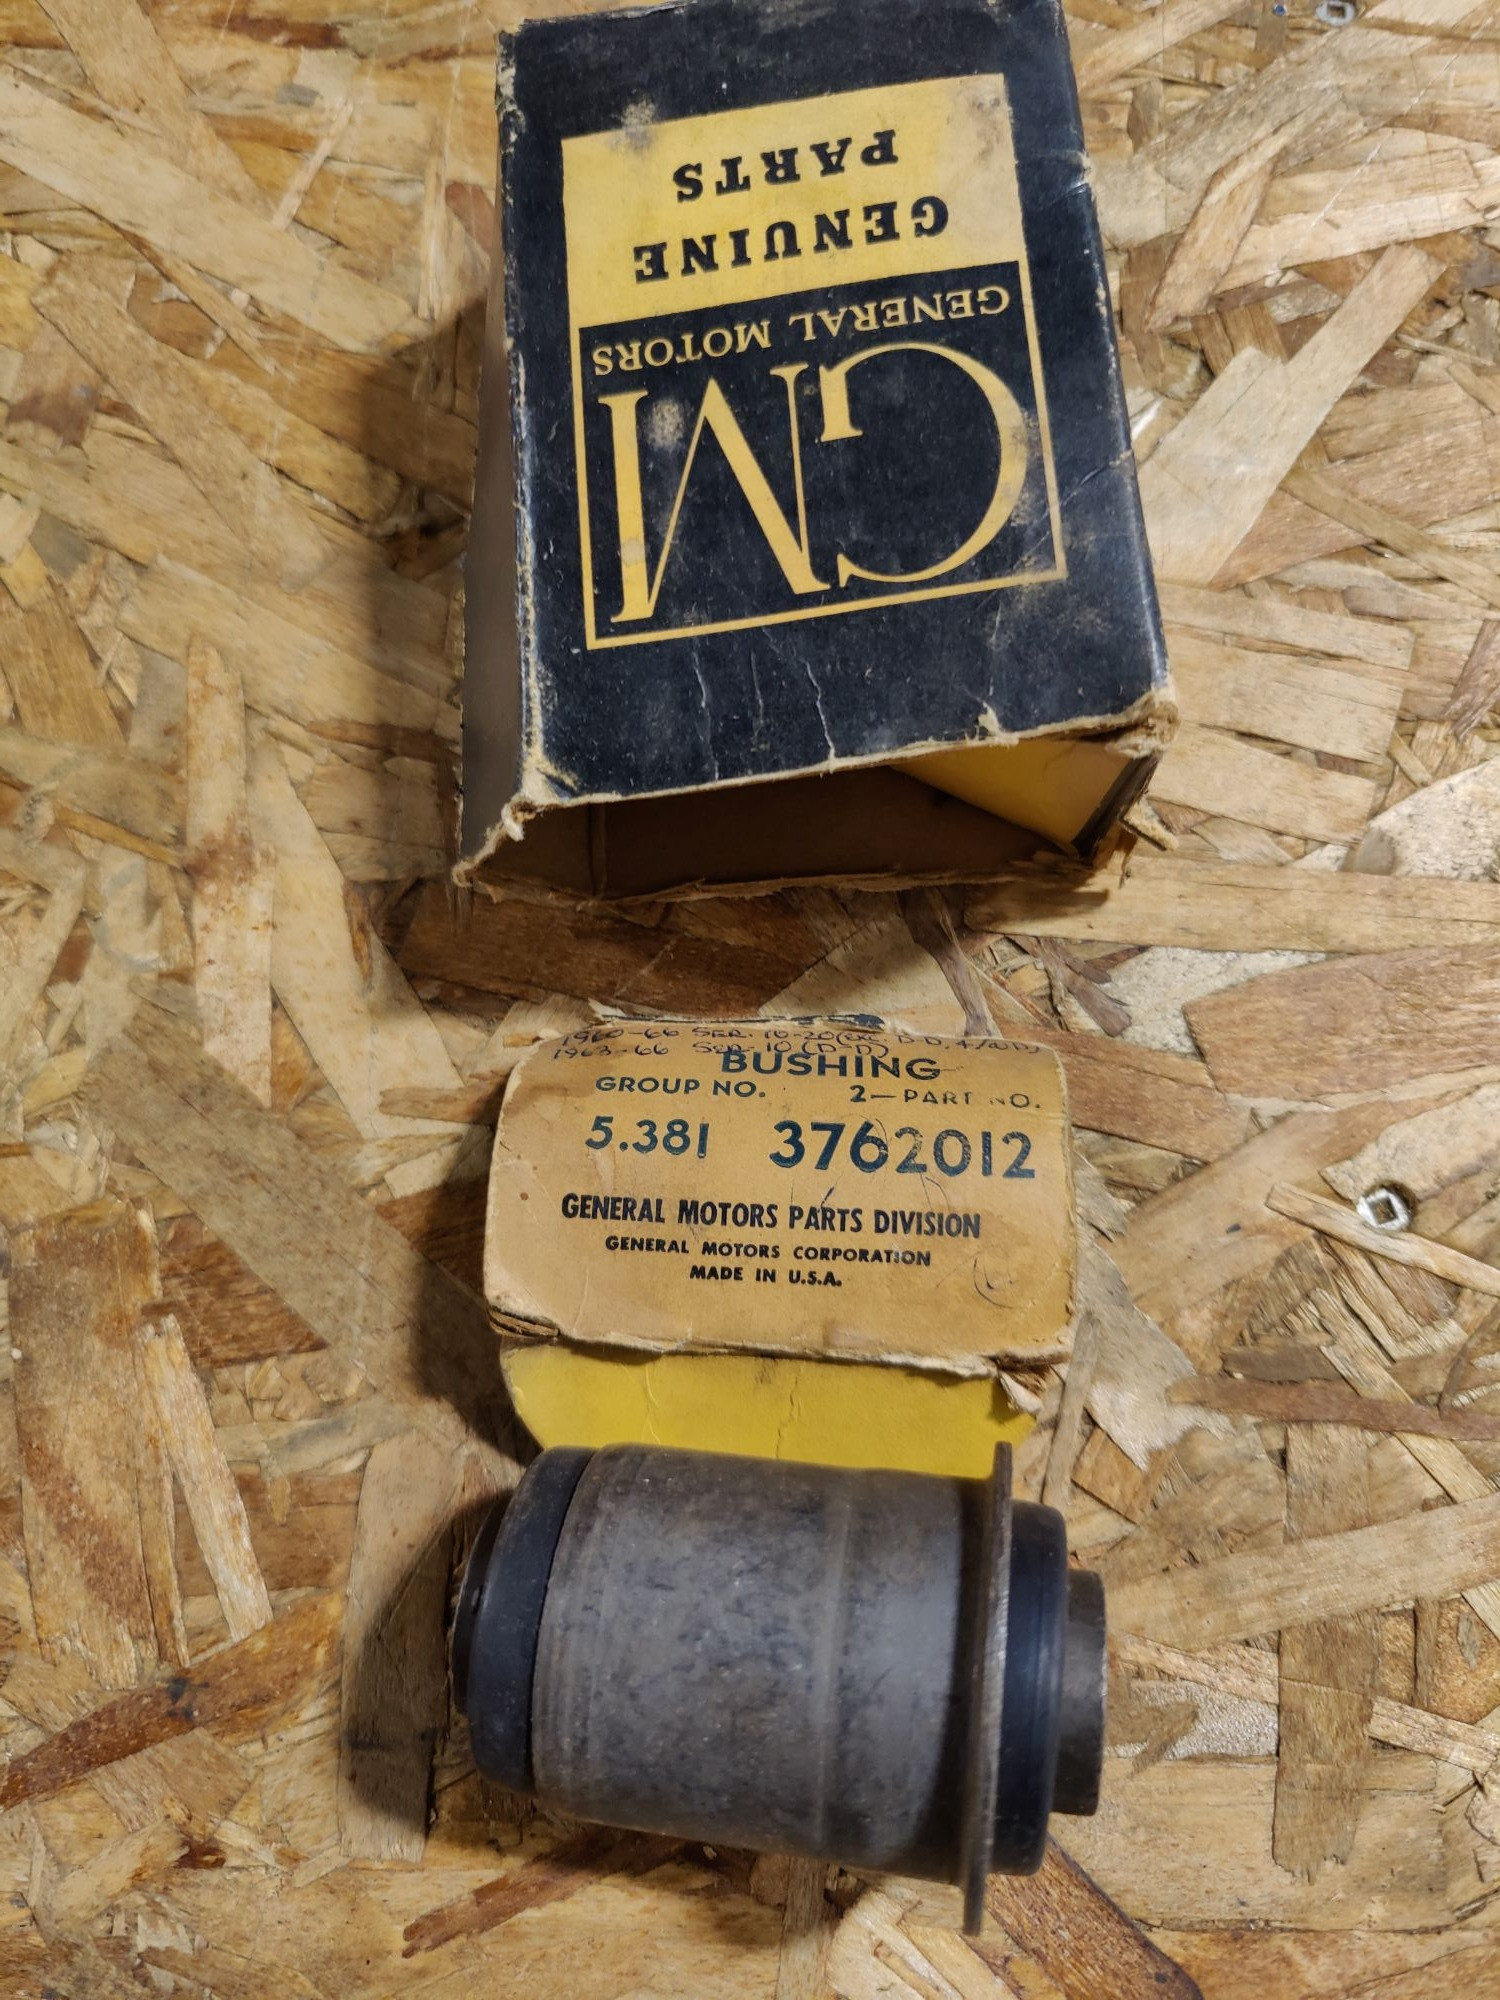 GM
GENERAL MOTORS
GENUINE
PARTS
1960-66 SER. 10-20 (EXC. D-D,
1963-66 SER. 10 (D-D)
BUSHING
GROUP NO. 2—PART NO.
5.381 3762012
GENERAL MOTORS PARTS DIVISION
GENERAL MOTORS CORPORATION
MADE IN U.S.A.